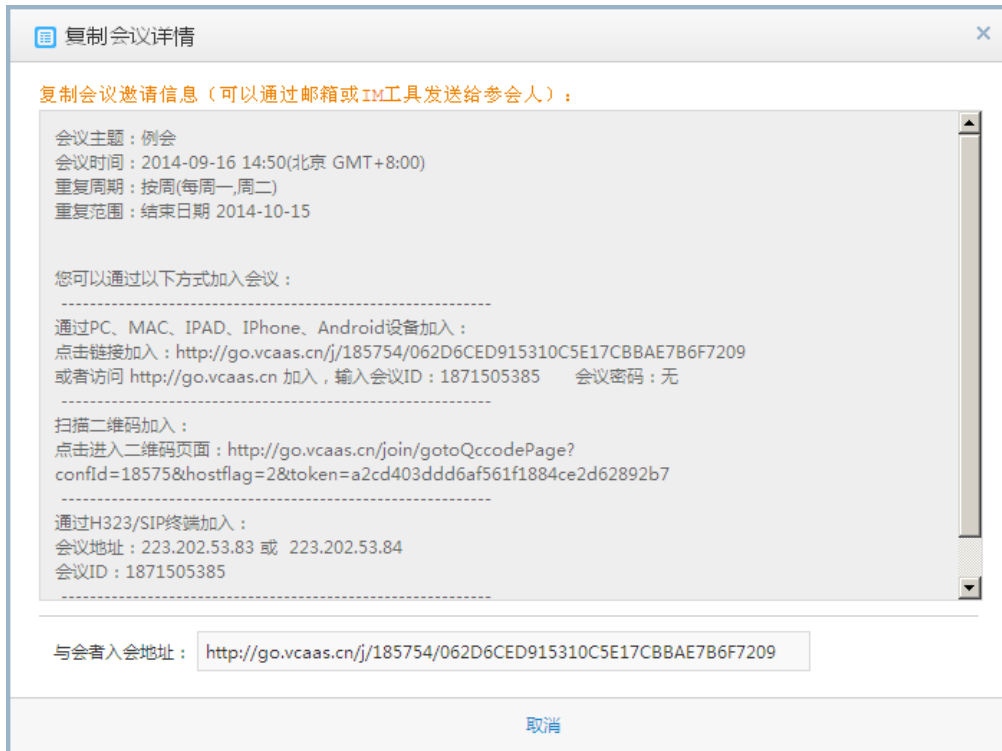 复制会议详情
×
复制会议邀请信息（可以通过邮箱或IM工具发送给参会人）：
会议主题：例会
会议时间：2014-09-16 14:50(北京 GMT+8:00)
重复周期：按周(每周一,周二)
重复范围：结束日期 2014-10-15
您可以通过以下方式加入会议：
------------------------------------------------------------
通过PC、MAC、IPAD、IPhone、Android设备加入：
点击链接加入：http://go.vcaas.cn/j/185754/062D6CED915310C5E17CBBAE7B6F7209
或者访问 http://go.vcaas.cn 加入，输入会议ID：1871505385 会议密码：无
------------------------------------------------------------
扫描二维码加入：
点击进入二维码页面：http://go.vcaas.cn/join/gotoQccodePage?
confId=18575&hostflag=2&token=a2cd403ddd6af561f1884ce2d62892b7
------------------------------------------------------------
通过H323/SIP终端加入：
会议地址：223.202.53.83 或 223.202.53.84
会议ID：1871505385
------------------------------------------------------------
与会者入会地址： http://go.vcaas.cn/j/185754/062D6CED915310C5E17CBBAE7B6F7209
取消